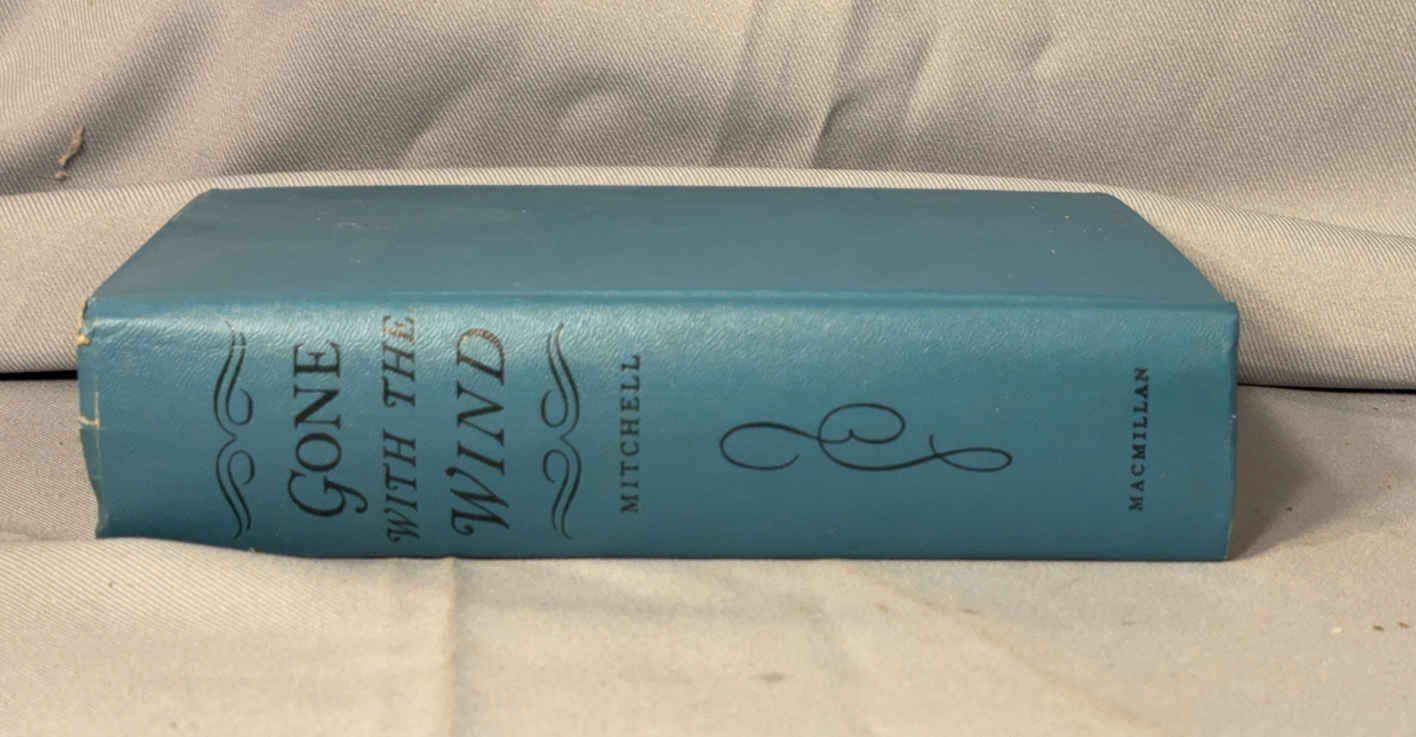 GONE
WITH THE
WIND
MITCHELL
MACMILLAN